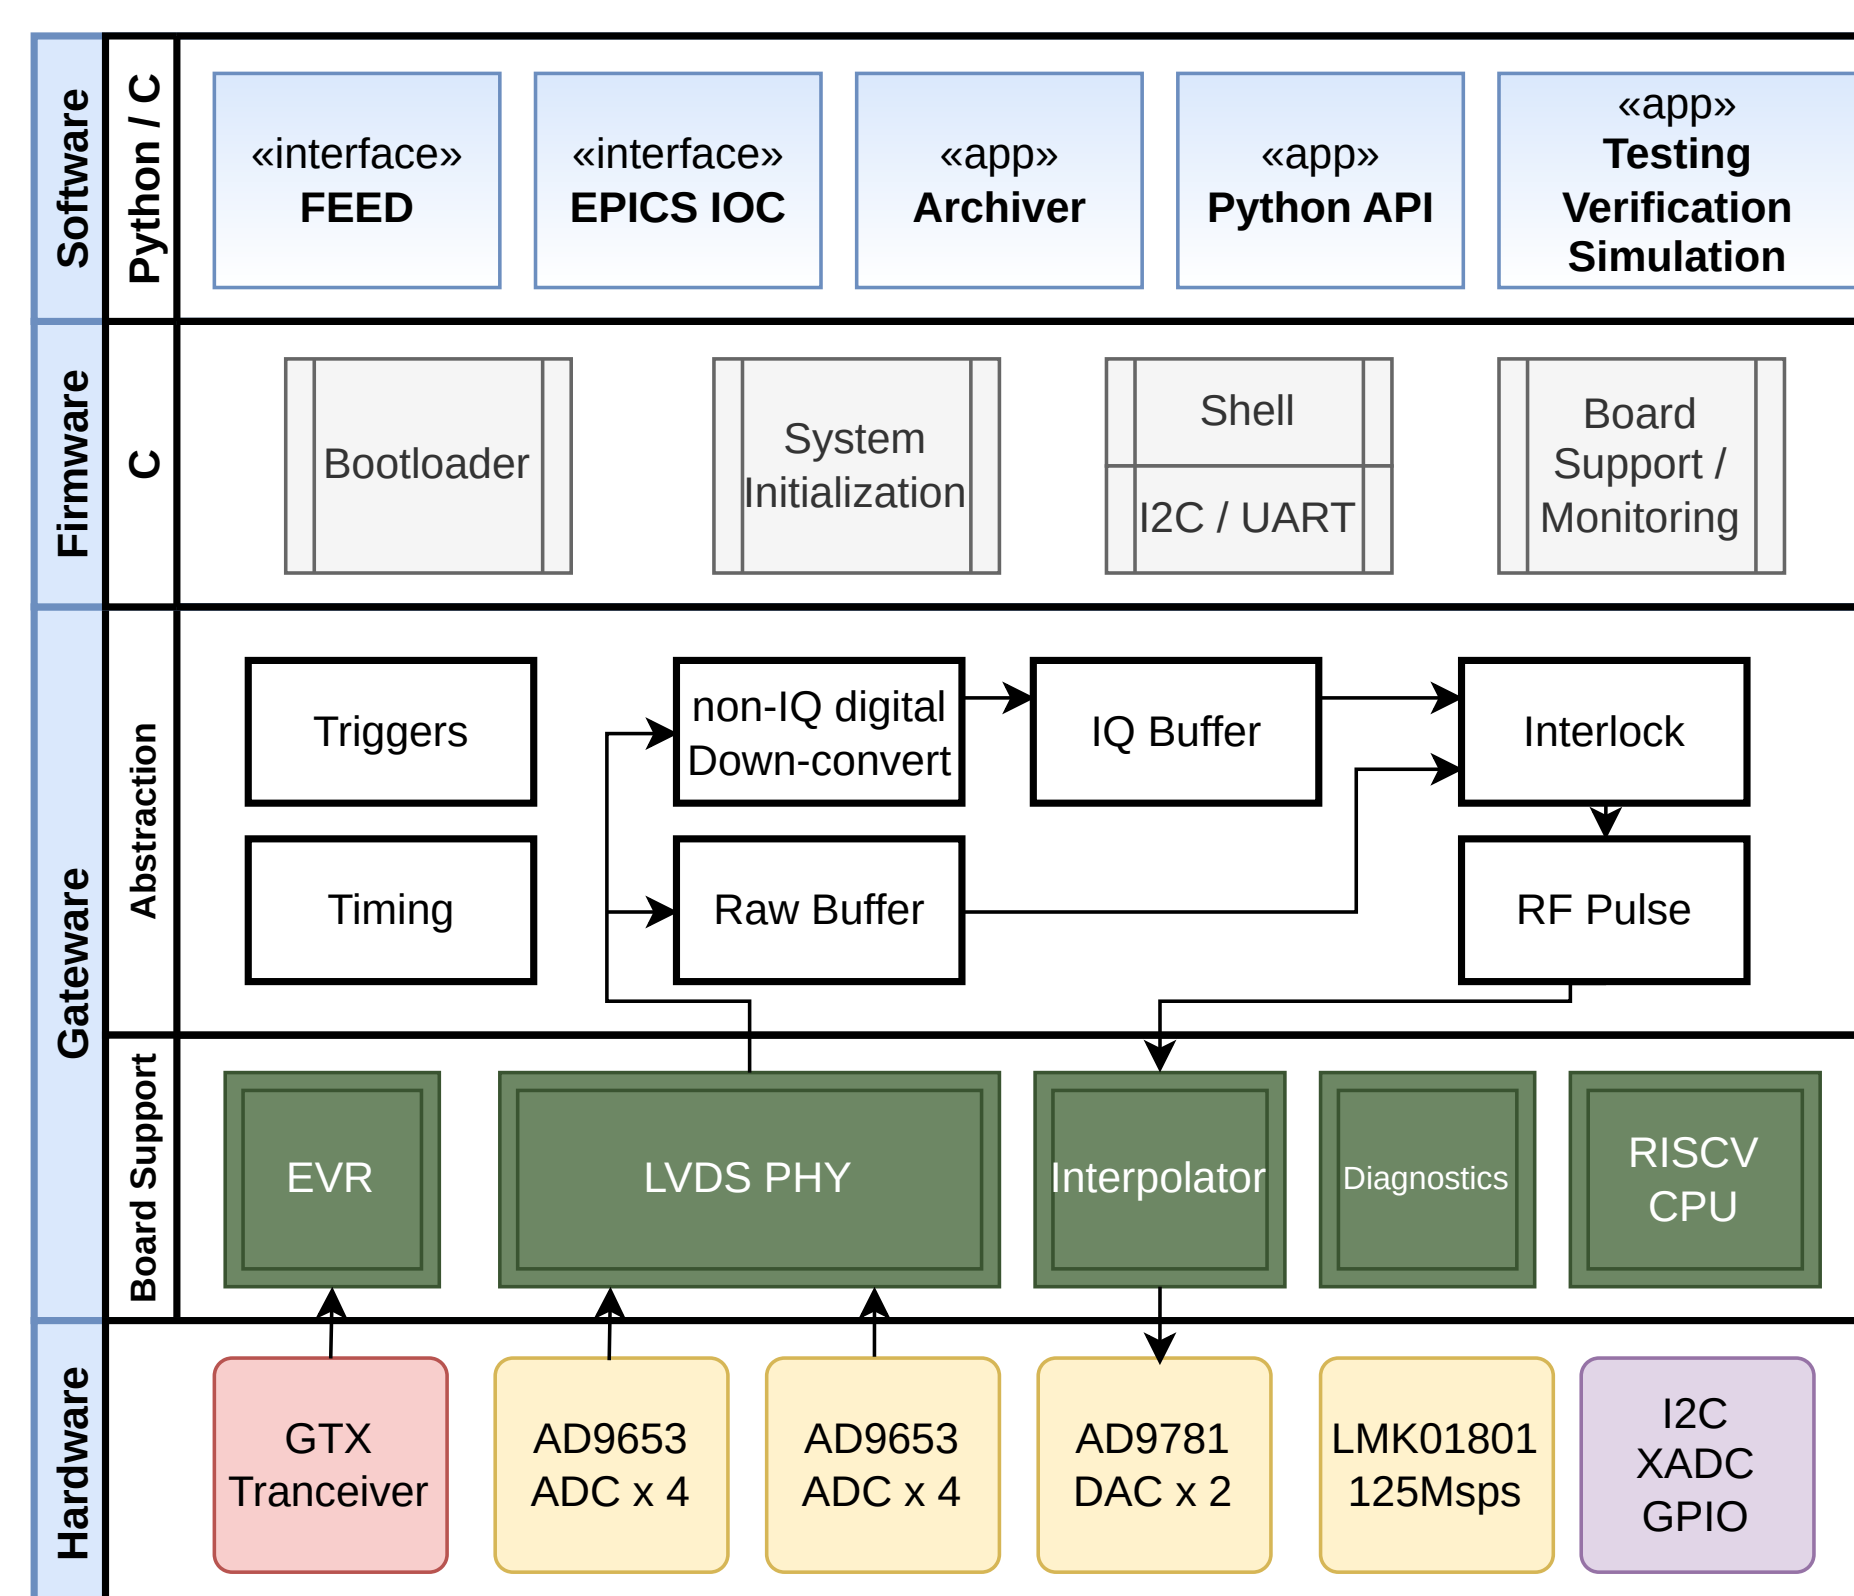 Software
Python / C
«interface»
FEED
«interface»
EPICS IOC
«app»
Archiver
«app»
Python API
«app»
Testing
Verification
Simulation
Firmware
C
Bootloader
System
Initialization
Shell
I2C / UART
Board
Support /
Monitoring
Gateware
Abstraction
Triggers
non-IQ digital
Down-convert
IQ Buffer
Interlock
Timing
Raw Buffer
RF Pulse
Board Support
EVR
LVDS PHY
Interpolator
Diagnostics
RISCV
CPU
Hardware
GTX
Tranceiver
AD9653
ADC x 4
AD9653
ADC x 4
AD9781
DAC x 2
LMK01801
125Msps
I2C
XADC
GPIO